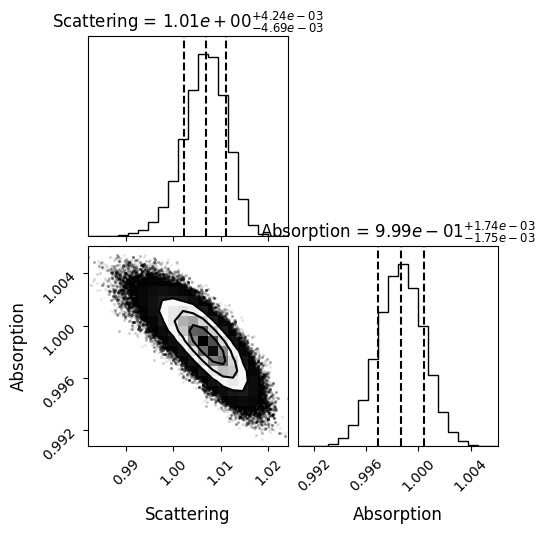 Scattering = 1.01e+00+4.24e−03
−4.69e−03
Absorption = 9.99e−01+1.74e−03
−1.75e−03
Absorption
1.004
1.000
0.996
0.992
0.99
1.00
1.01
1.02
Scattering
0.992
0.996
1.000
1.004
Absorption